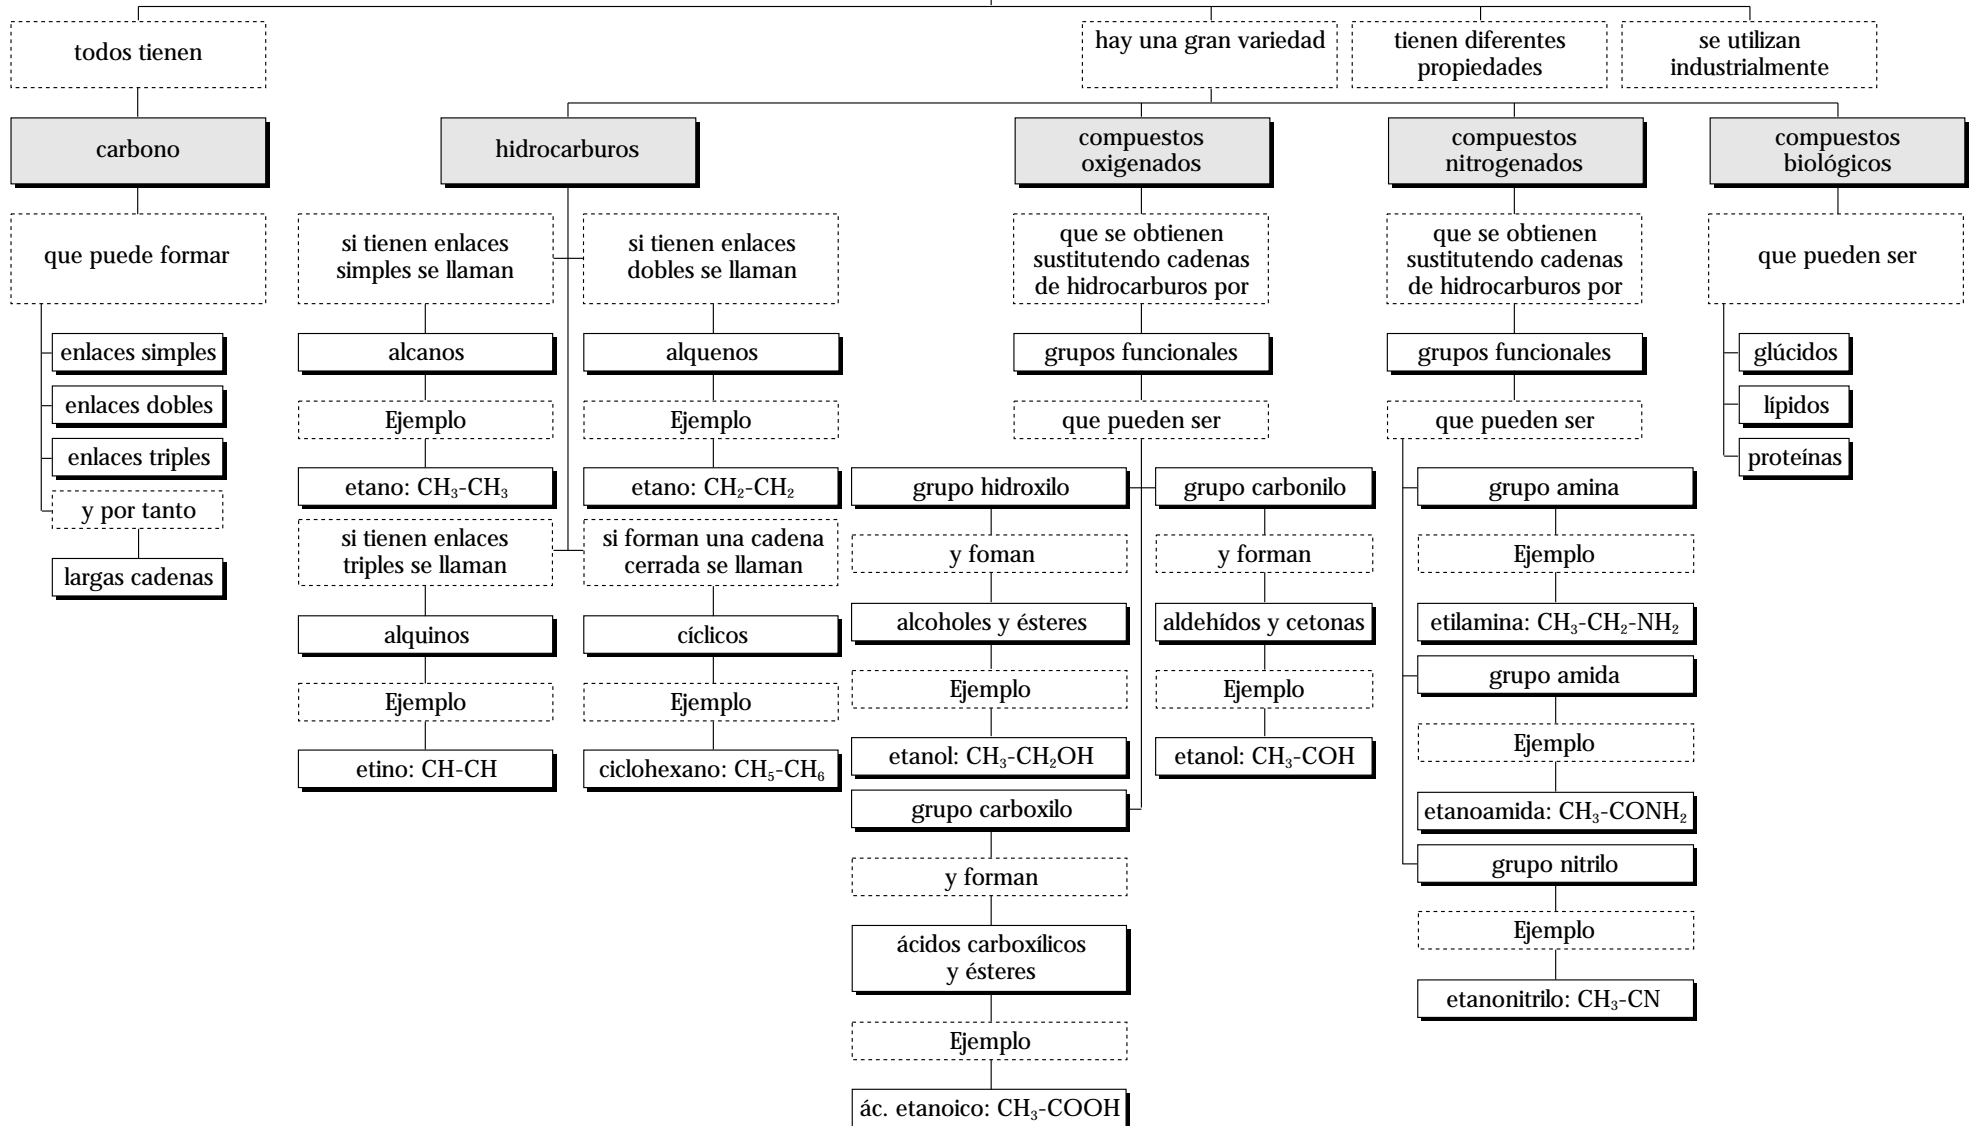 todos tienen
hay una gran variedad
tienen diferentes
propiedades
se utilizan
industrialmente
carbono
hidrocarburos
compuestos
oxigenados
compuestos
nitrogenados
compuestos
biológicos
que puede formar
enlaces simples
enlaces dobles
enlaces triples
y por tanto
largas cadenas
si tienen enlaces
simples se llaman
alcanos
Ejemplo
etano: CH₃-CH₃
si tienen enlaces
dobles se llaman
alquenos
Ejemplo
etano: CH₂-CH₂
si tienen enlaces
triples se llaman
alquinos
Ejemplo
etino: CH-CH
si forman una cadena
cerrada se llaman
cíclicos
Ejemplo
ciclohexano: CH₅-CH₆
que se obtienen
sustitutendo cadenas
de hidrocarburos por
grupos funcionales
que pueden ser
grupo hidroxilo
y foman
alcoholes y ésteres
Ejemplo
etanol: CH₃-CH₂OH
grupo carbonilo
y forman
aldehídos y cetonas
Ejemplo
etanol: CH₃-COH
grupo carboxilo
y forman
ácidos carboxílicos
y ésteres
Ejemplo
ác. etanoico: CH₃-COOH
que se obtienen
sustitutendo cadenas
de hidrocarburos por
grupos funcionales
que pueden ser
grupo amina
Ejemplo
etilamina: CH₃-CH₂-NH₂
grupo amida
Ejemplo
etanoamida: CH₃-CONH₂
grupo nitrilo
Ejemplo
etanonitrilo: CH₃-CN
que pueden ser
glúcidos
lípidos
proteínas